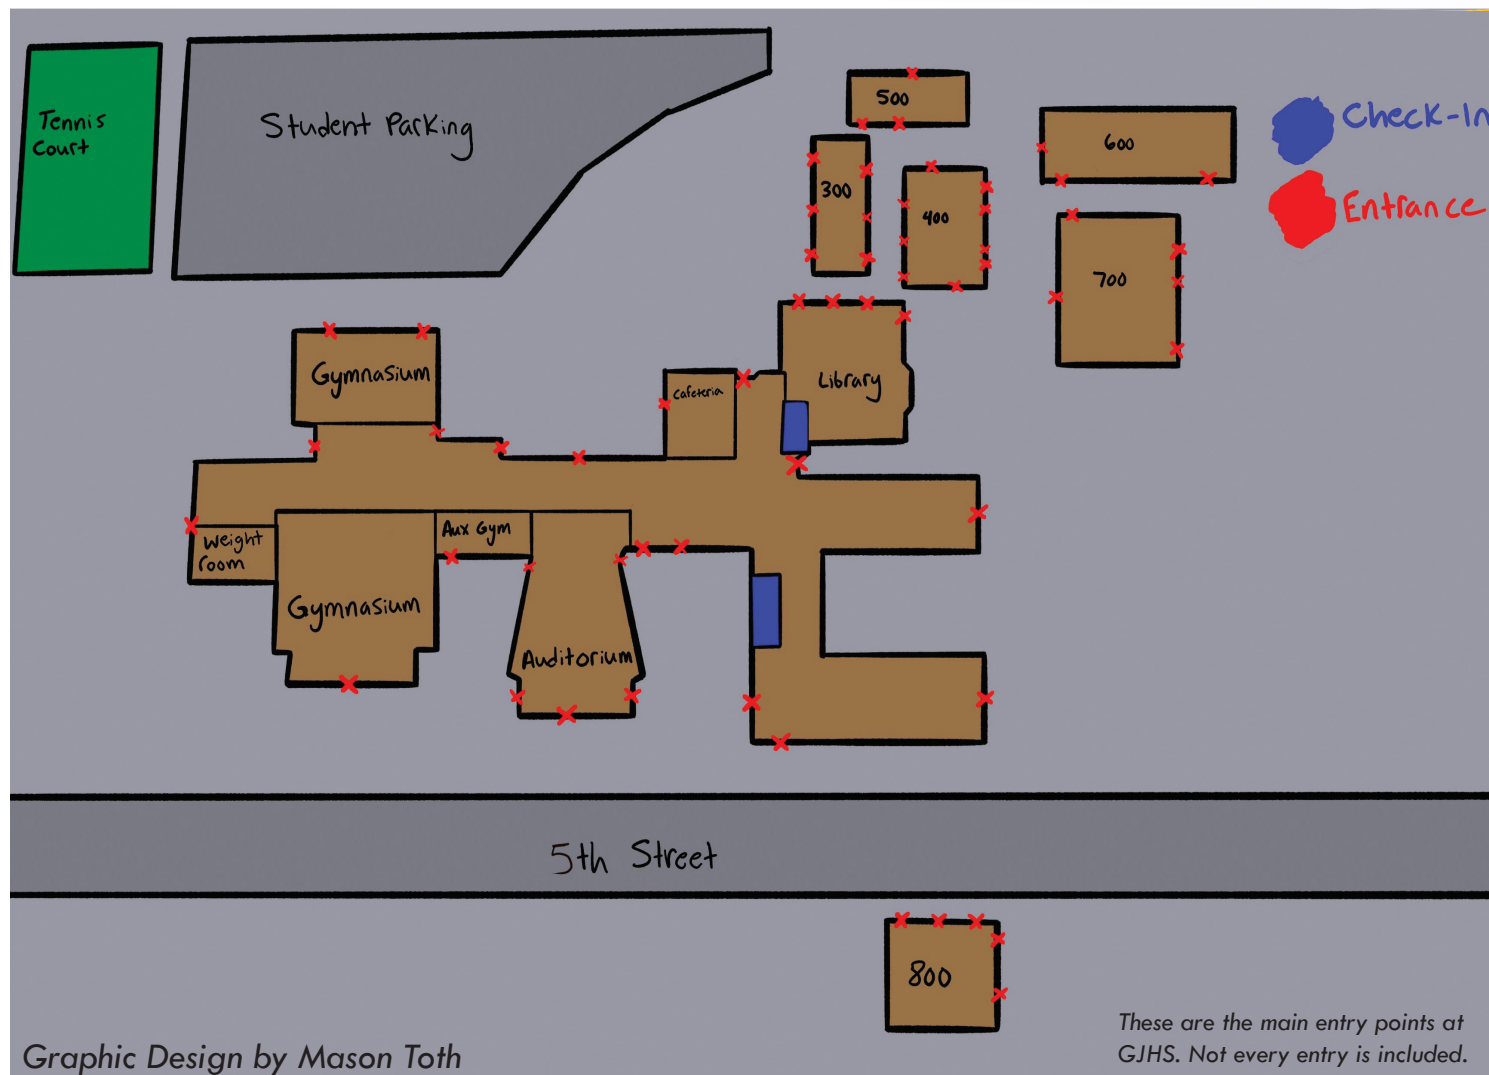 Tennis
Court
Student Parking
500
300
400
600
700
Check-In
Entrance
Gymnasium
Cafeteria
Library
Weight
room
Aux Gym
Gymnasium
Auditorium
5th Street
800
These are the main entry points at
GJHS. Not every entry is included.
Graphic Design by Mason Toth